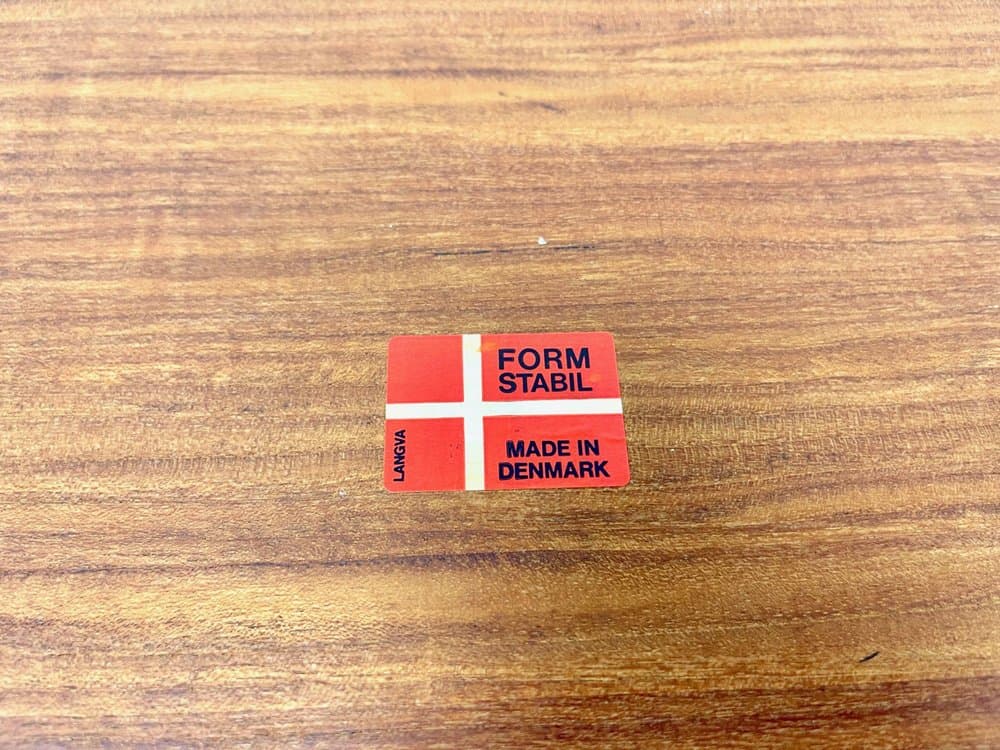 FORM
STABIL
MADE IN
DENMARK
LANGVA